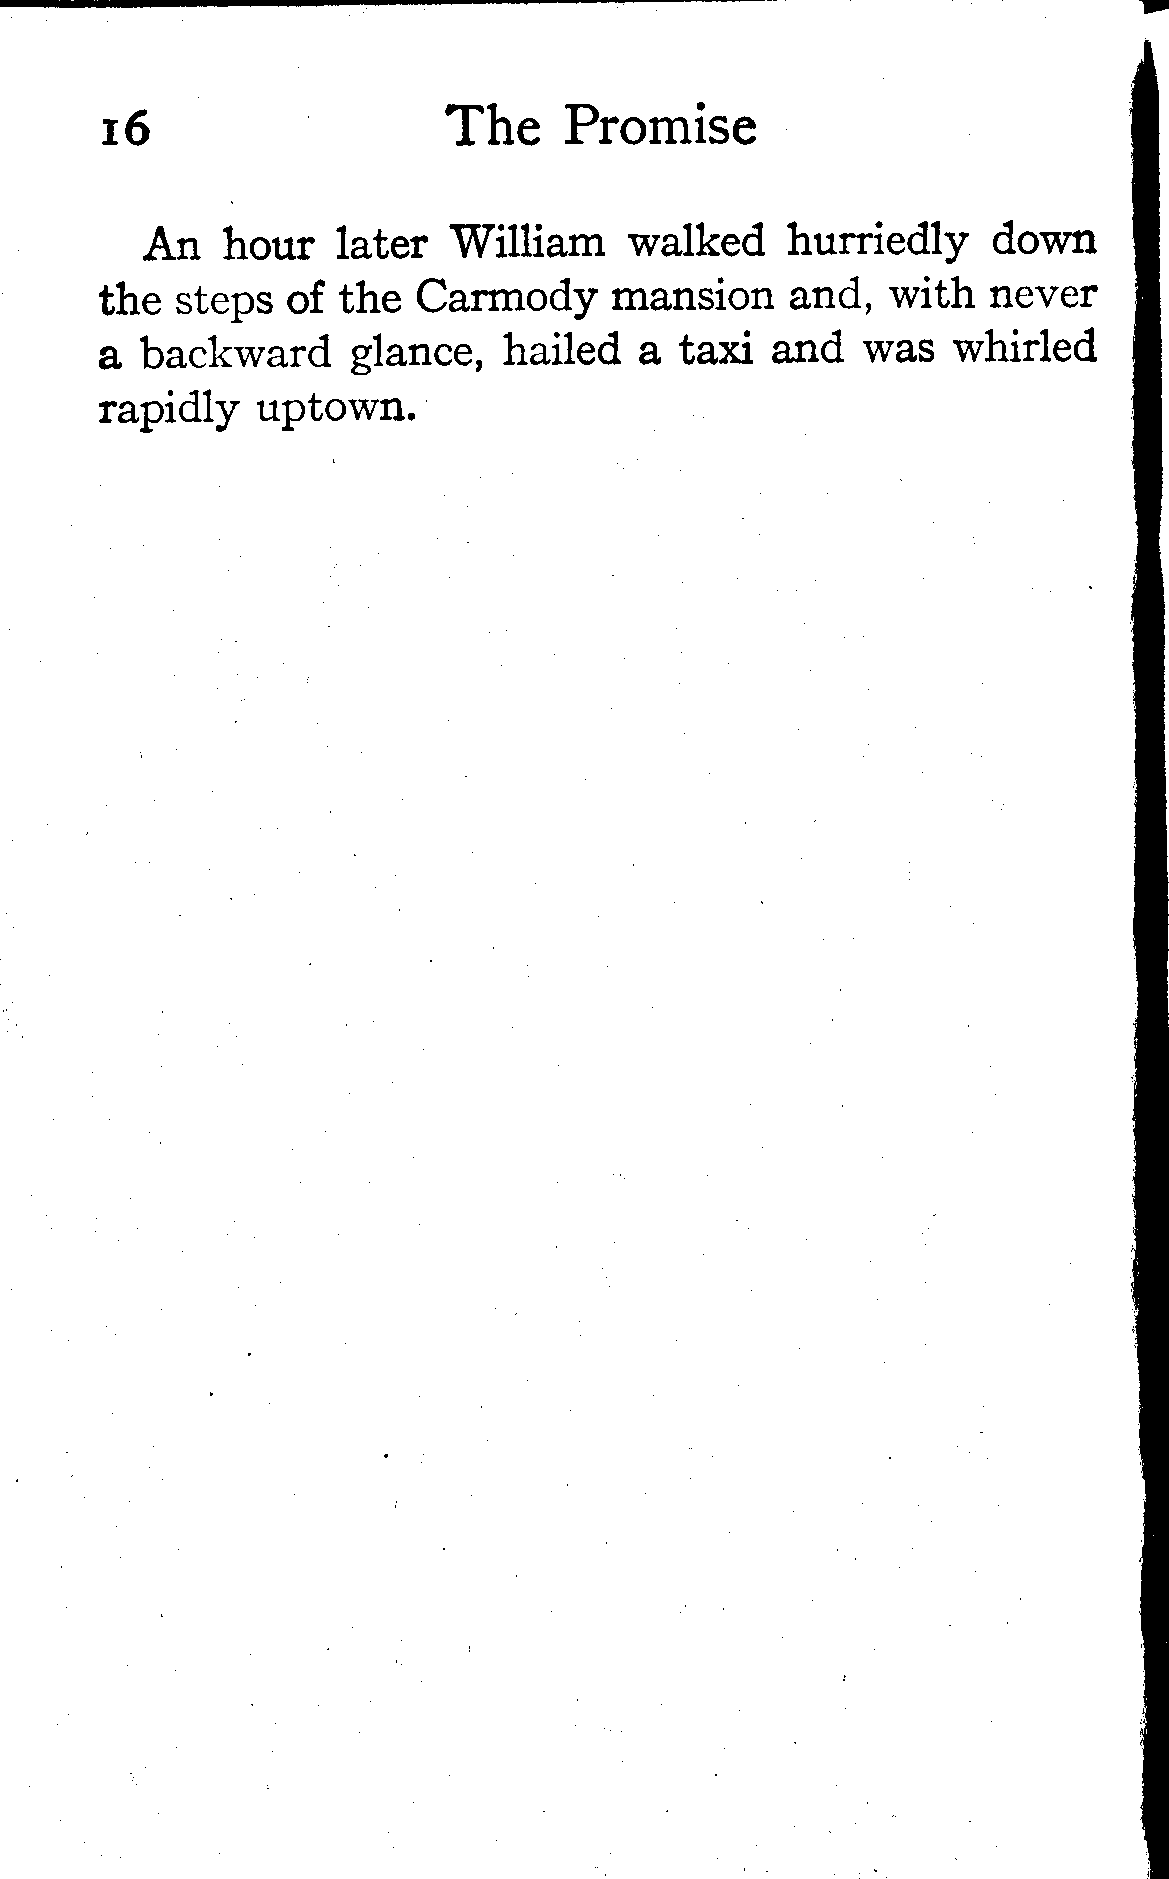 16 The Promise
An hour later William walked hurriedly down
the steps of the Carmody mansion and, with never
a backward glance, hailed a taxi and was whirled
rapidly uptown.